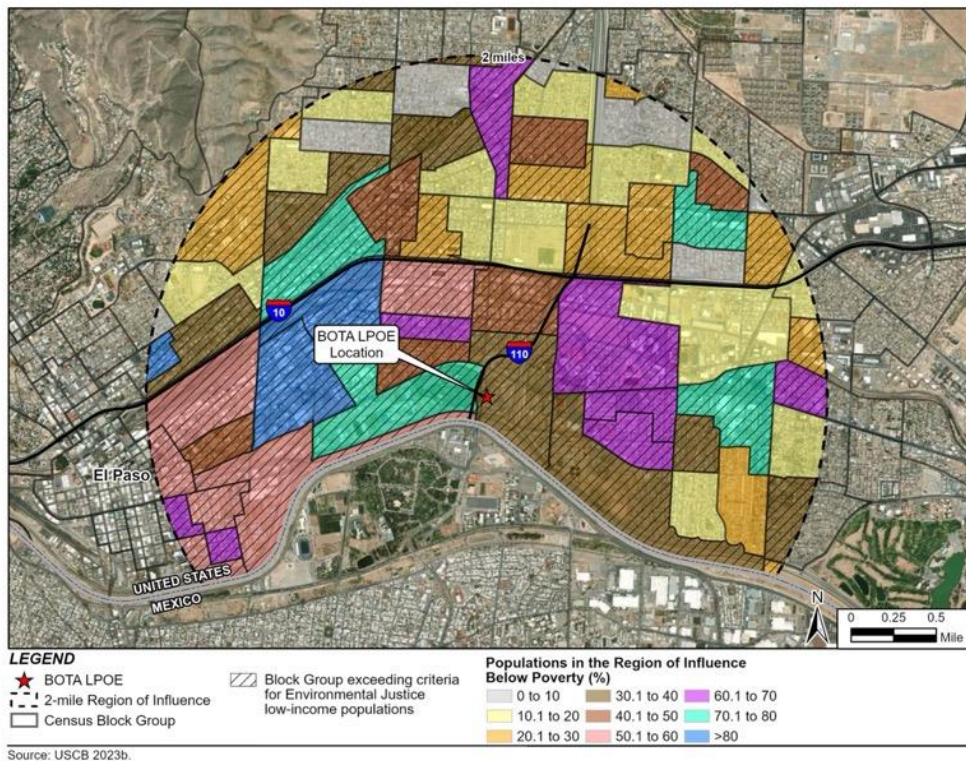 2 miles
10
BOTA LPOE
Location
110
El Paso
UNITED STATES
MEXICO
N
0 0.25 0.5
Mile
LEGEND
BOTA LPOE
2-mile Region of Influence
Census Block Group
Block Group exceeding criteria
for Environmental Justice
low-income populations
Populations in the Region of Influence
Below Poverty (%)
0 to 10
10.1 to 20
20.1 to 30
30.1 to 40
40.1 to 50
50.1 to 60
60.1 to 70
70.1 to 80
>80
Source: USCB 2023b.